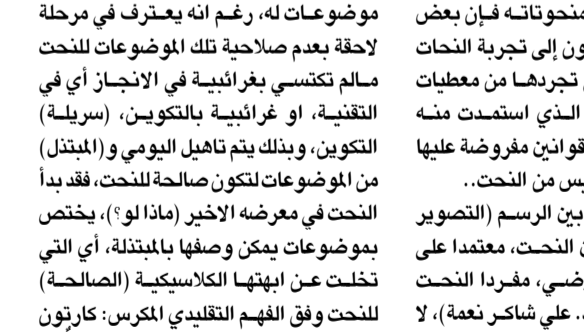 منحوتاته فإن بعض
ون إلى تجربة النحات
تجردها من معطيات
الذي استمدت منه
قوانين مفروضة عليها
يس من النحت..
بين الرسم (التصوير
النحت، معتمدا على
ضي، مفردا النحت
.. علي شاكر نعمة)، لا
موضوعات له، رغم انه يعترف في مرحلة
لاحقة بعدم صلاحية تلك الموضوعات للنحت
مالم تكتسي بغرائبية في الانجاز أي في
التقنية، او غرائبية بالتكوين، (سريلة)
التكوين، وبذلك يتم تاهيل اليومي و(المبتذل)
من الموضوعات لتكون صالحة للنحت، فقد بدأ
النحت في معرضه الاخير (ماذا لو؟)، يختص
بموضوعات يمكن وصفها بالمبتذلة، أي التي
تخلت عن ابهتها الكلاسيكية (الصالحة)
للنحت وفق الفهم التقليدي المكرس: كارتون